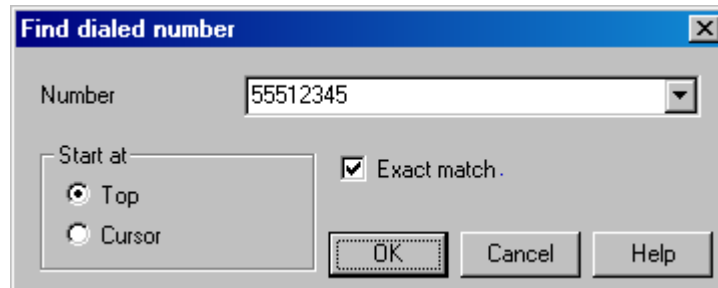 Find dialed number
Number 55512345
Start at
Top
Cursor
Exact match
OK Cancel Help